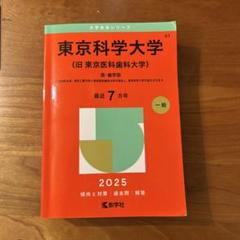 大学赤本シリーズ
東京科学大学
(旧 東京医科歯科大学)
医・歯学部
最近 7カ年
一般
2025
傾向と対策|過去問|解答
教学社